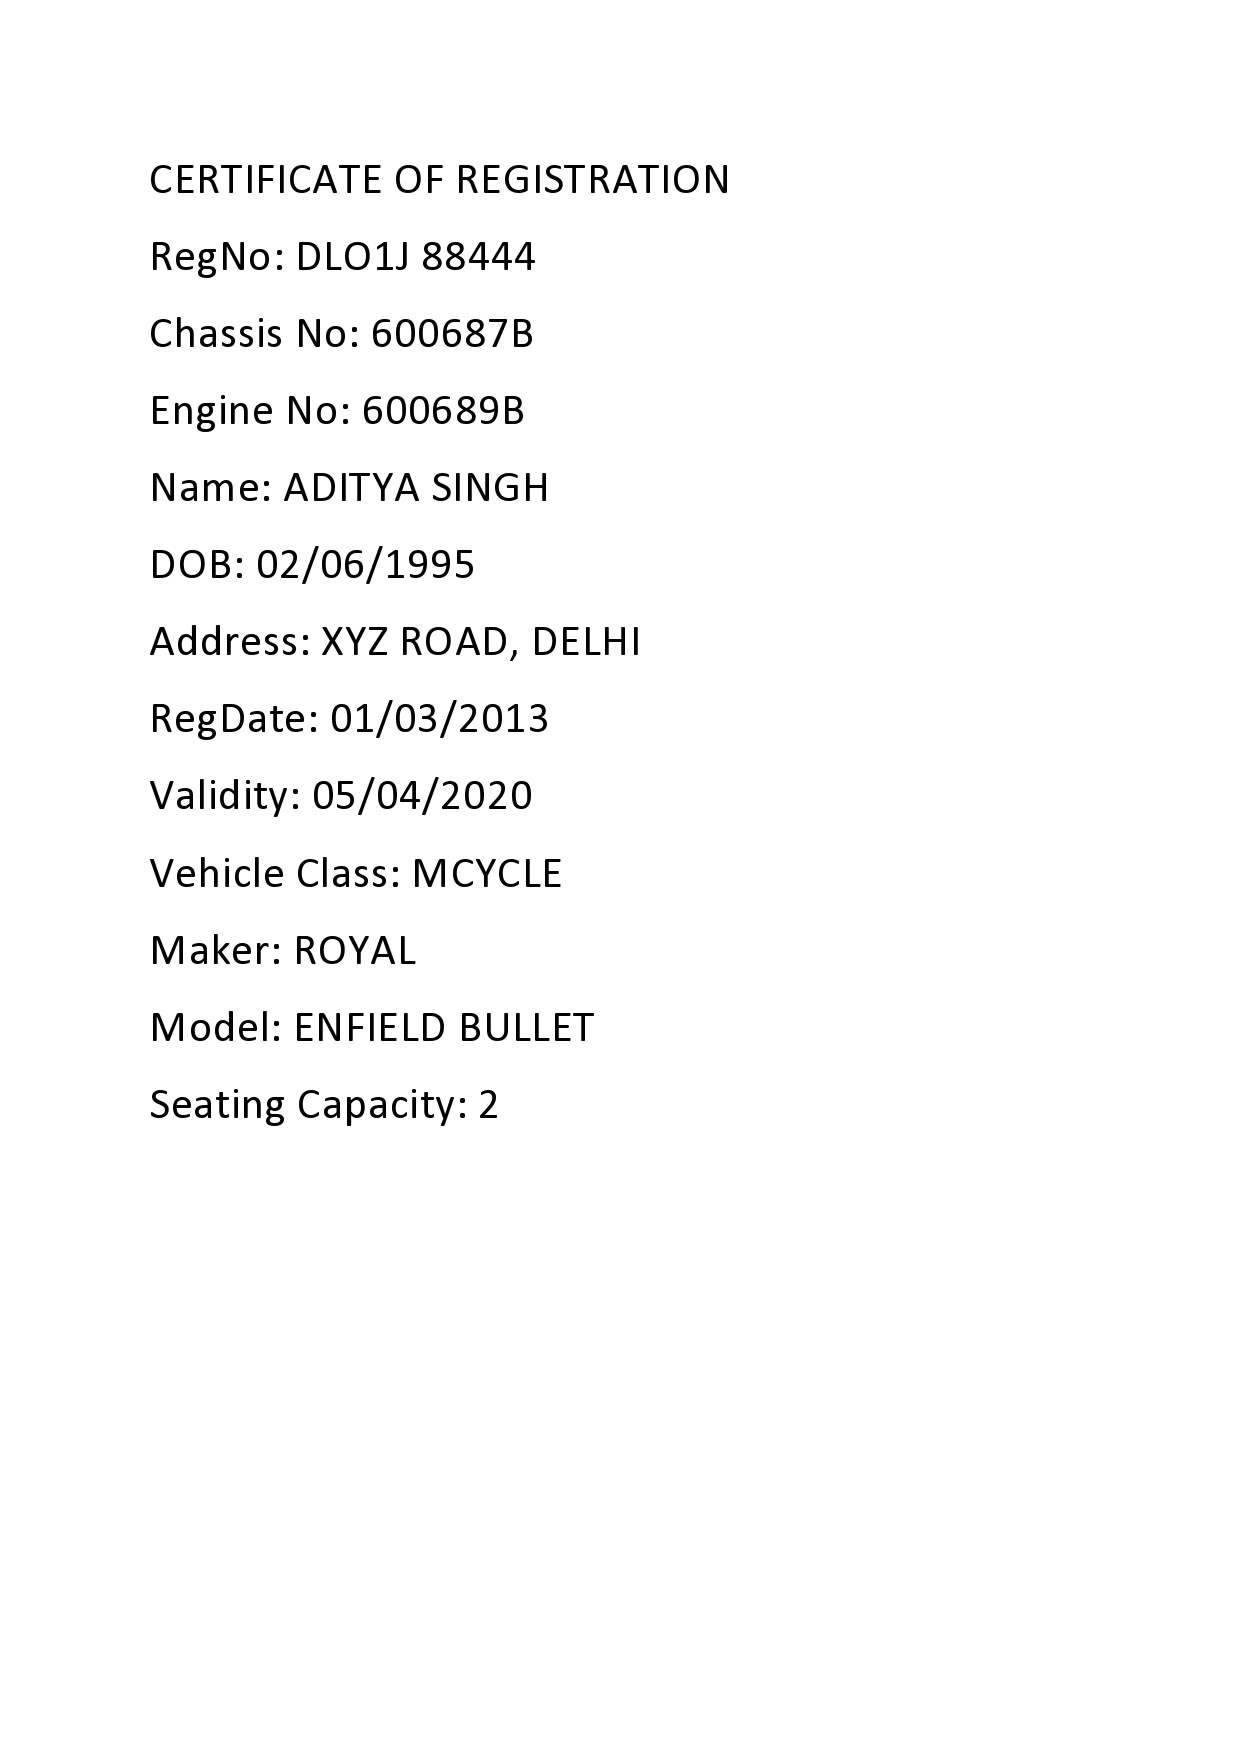 CERTIFICATE OF REGISTRATION
RegNo: DLO1J 88444
Chassis No: 600687B
Engine No: 600689B
Name: ADITYA SINGH
DOB: 02/06/1995
Address: XYZ ROAD, DELHI
RegDate: 01/03/2013
Validity: 05/04/2020
Vehicle Class: MCYCLE
Maker: ROYAL
Model: ENFIELD BULLET
Seating Capacity: 2